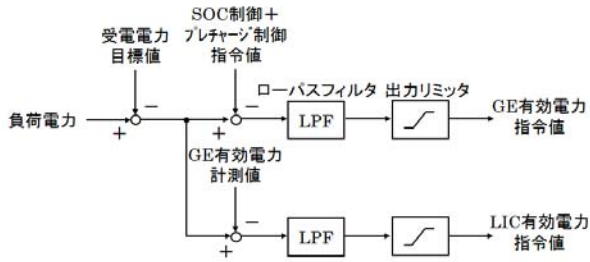 SOC制御＋
プレチャージ制御
指令値
受電電力
目標値
ローパスフィルタ
出力リミッタ
負荷電力
＋
−
＋
−
LPF
GE有効電力
指令値
GE有効電力
計測値
−
＋
LPF
LIC有効電力
指令値